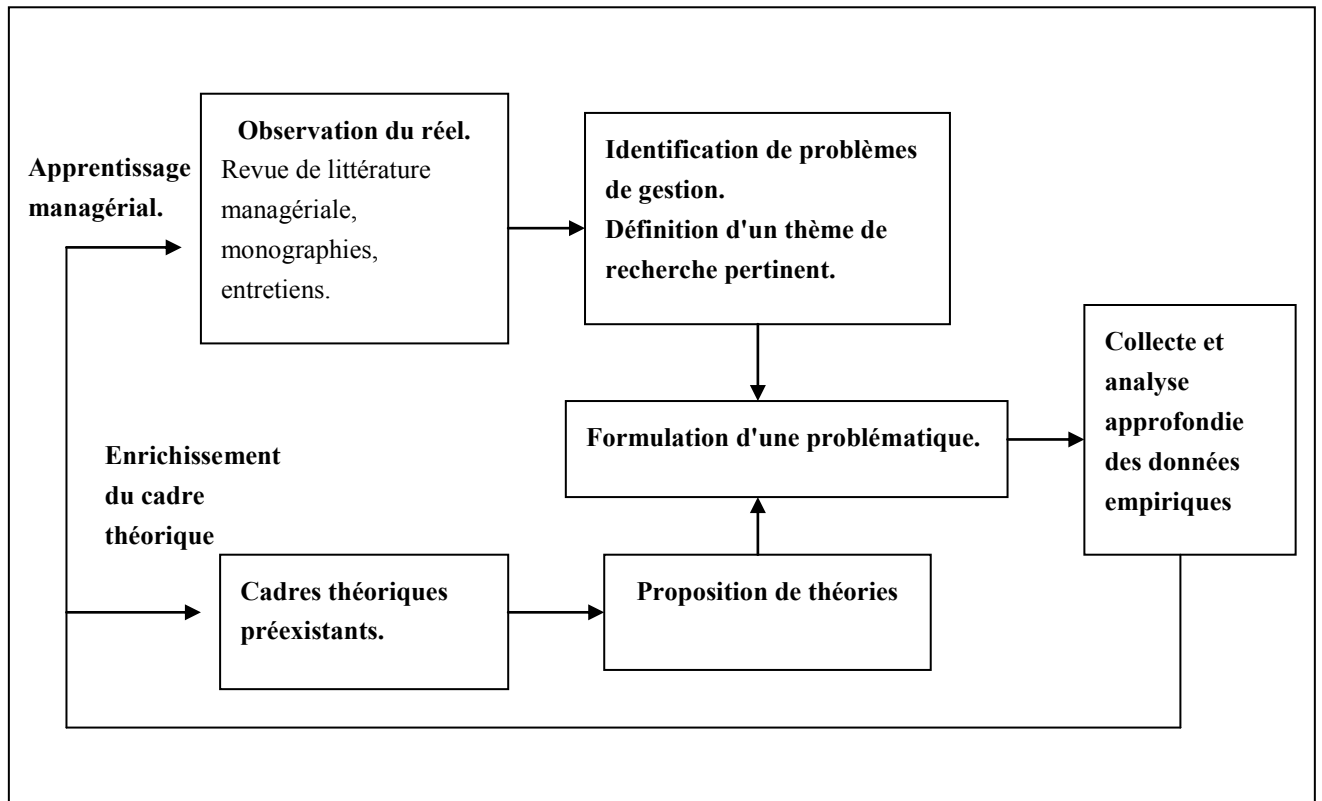 Apprentissage
managérial.
Observation du réel.
Revue de littérature
managériale,
monographies,
entretiens.
Identification de problèmes
de gestion.
Définition d'un thème de
recherche pertinent.
Formulation d'une problématique.
Collecte et
analyse
approfondie
des données
empiriques
Enrichissement
du cadre
théorique
Cadres théoriques
préexistants.
Proposition de théories